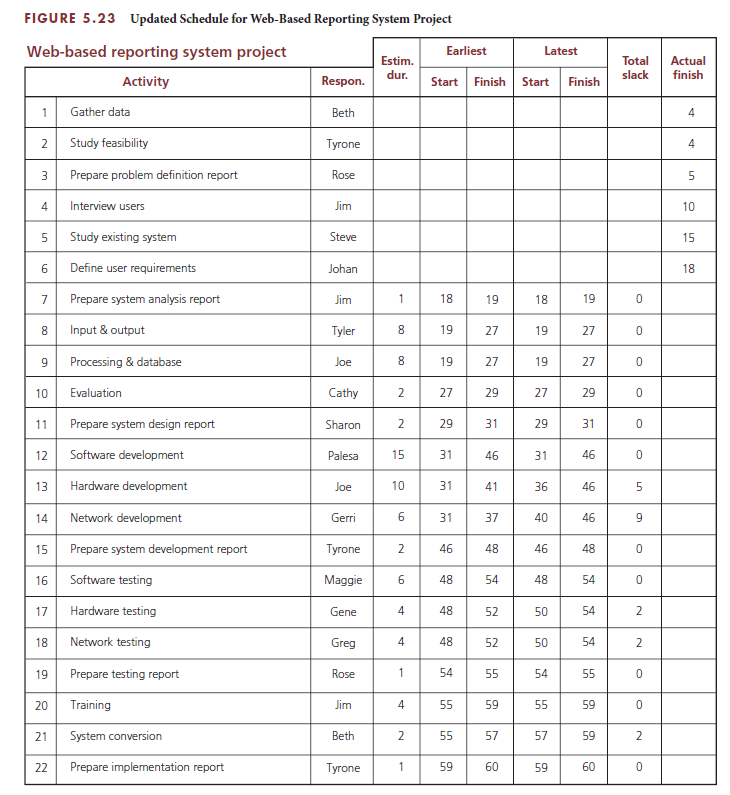 FIGURE 5.23 Updated Schedule for Web-Based Reporting System Project
Web-based reporting system project Estim. dur. Earliest Latest Total slack Actual finish
Activity Respon. Start Finish Start Finish
1 Gather data Beth 4
2 Study feasibility Tyrone 4
3 Prepare problem definition report Rose 5
4 Interview users Jim 10
5 Study existing system Steve 15
6 Define user requirements Johan 18
7 Prepare system analysis report Jim 1 18 19 18 19 0
8 Input & output Tyler 8 19 27 19 27 0
9 Processing & database Joe 8 19 27 19 27 0
10 Evaluation Cathy 2 27 29 27 29 0
11 Prepare system design report Sharon 2 29 31 29 31 0
12 Software development Palesa 15 31 46 31 46 0
13 Hardware development Joe 10 31 41 36 46 5
14 Network development Gerri 6 31 37 40 46 9
15 Prepare system development report Tyrone 2 46 48 46 48 0
16 Software testing Maggie 6 48 54 48 54 0
17 Hardware testing Gene 4 48 52 50 54 2
18 Network testing Greg 4 48 52 50 54 2
19 Prepare testing report Rose 1 54 55 54 55 0
20 Training Jim 4 55 59 55 59 0
21 System conversion Beth 2 55 57 57 59 2
22 Prepare implementation report Tyrone 1 59 60 59 60 0